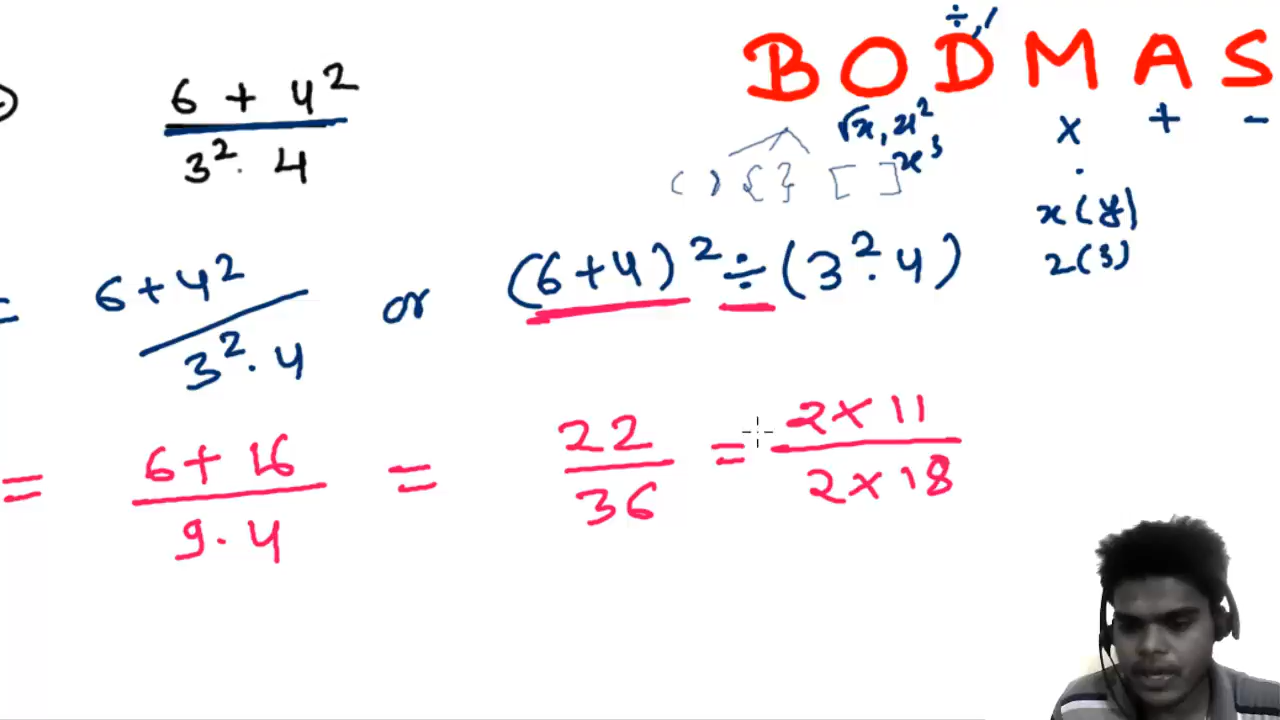 ÷, /
B O D M A S
√x, x² x × + -
x³ .
( ) { } [ ] x(y)
2(3)
6 + 4²
3² . 4
= 6+4² / 3² . 4 or (6+4)² ÷ (3² . 4)
= 6+16 / 9 . 4 = 22 / 36 = 2×11 / 2×18